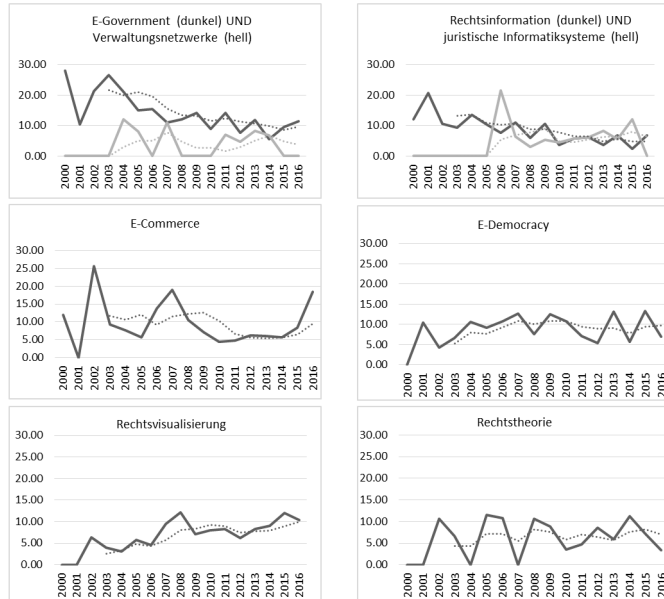 E-Government (dunkel) UND
Verwaltungsnetzwerke (hell)
30.00
20.00
10.00
0.00
2000 2001 2002 2003 2004 2005 2006 2007 2008 2009 2010 2011 2012 2013 2014 2015 2016
Rechtsinformation (dunkel) UND
juristische Informatiksysteme (hell)
30.00
20.00
10.00
0.00
2000 2001 2002 2003 2004 2005 2006 2007 2008 2009 2010 2011 2012 2013 2014 2015 2016
E-Commerce
30.00
25.00
20.00
15.00
10.00
5.00
0.00
2000 2001 2002 2003 2004 2005 2006 2007 2008 2009 2010 2011 2012 2013 2014 2015 2016
E-Democracy
30.00
25.00
20.00
15.00
10.00
5.00
0.00
2000 2001 2002 2003 2004 2005 2006 2007 2008 2009 2010 2011 2012 2013 2014 2015 2016
Rechtsvisualisierung
30.00
25.00
20.00
15.00
10.00
5.00
0.00
2000 2001 2002 2003 2004 2005 2006 2007 2008 2009 2010 2011 2012 2013 2014 2015 2016
Rechtstheorie
30.00
25.00
20.00
15.00
10.00
5.00
0.00
2000 2001 2002 2003 2004 2005 2006 2007 2008 2009 2010 2011 2012 2013 2014 2015 2016